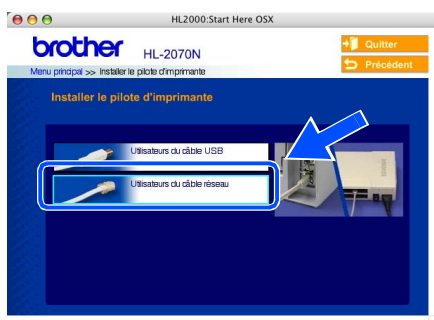 HL2000:Start Here OSX
brother HL-2070N
Quitter
Précédent
Menu principal >> Installer le pilote d'imprimante
Installer le pilote d'imprimante
Utilisateurs du câble USB
Utilisateurs du câble réseau